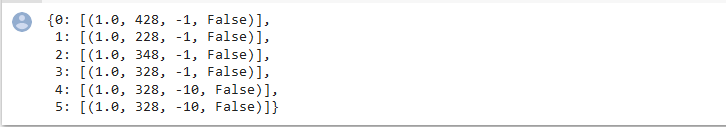 {0: [(1.0, 428, -1, False)],
 1: [(1.0, 228, -1, False)],
 2: [(1.0, 348, -1, False)],
 3: [(1.0, 328, -1, False)],
 4: [(1.0, 328, -10, False)],
 5: [(1.0, 328, -10, False)]}